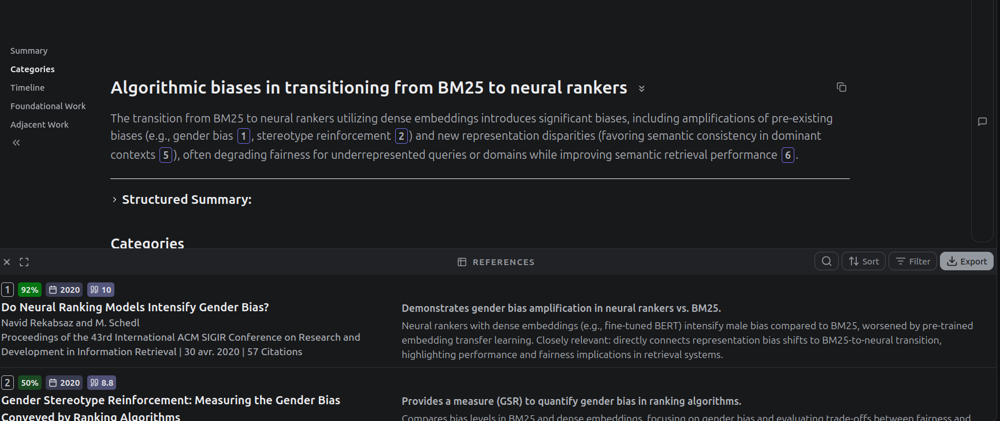 Summary
Categories
Timeline
Foundational Work
Adjacent Work
Algorithmic biases in transitioning from BM25 to neural rankers
The transition from BM25 to neural rankers utilizing dense embeddings introduces significant biases, including amplifications of pre-existing
biases (e.g., gender bias 1, stereotype reinforcement 2) and new representation disparities (favoring semantic consistency in dominant
contexts 5), often degrading fairness for underrepresented queries or domains while improving semantic retrieval performance 6.
Structured Summary:
Categories
REFERENCES
Sort
Filter
Export
1 92% 2020 10
Do Neural Ranking Models Intensify Gender Bias?
Navid Rekabsaz and M. Schedl
Proceedings of the 43rd International ACM SIGIR Conference on Research and
Development in Information Retrieval | 30 avr. 2020 | 57 Citations
Demonstrates gender bias amplification in neural rankers vs. BM25.
Neural rankers with dense embeddings (e.g., fine-tuned BERT) intensify male bias compared to BM25, worsened by pre-trained
embedding transfer learning. Closely relevant: directly connects representation bias shifts to BM25-to-neural transition,
highlighting performance and fairness implications in retrieval systems.
2 50% 2020 8.8
Gender Stereotype Reinforcement: Measuring the Gender Bias
Conveyed by Ranking Algorithms
Provides a measure (GSR) to quantify gender bias in ranking algorithms.
Compares bias levels in BM25 and dense embeddings, focusing on gender bias and evaluating trade-offs between fairness and